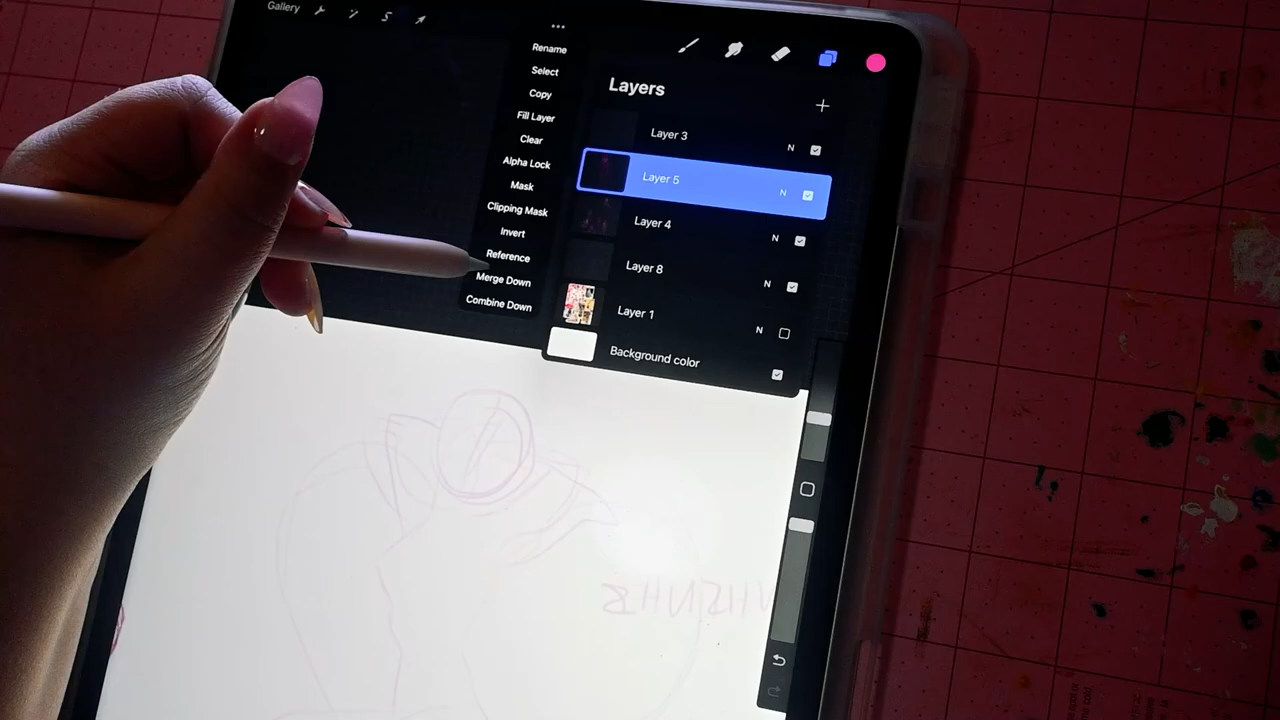 Gallery
Rename
Select
Copy
Fill Layer
Clear
Alpha Lock
Mask
Clipping Mask
Invert
Reference
Merge Down
Combine Down
Layers
Layer 3 N
Layer 5 N
Layer 4 N
Layer 8 N
Layer 1 N
Background color